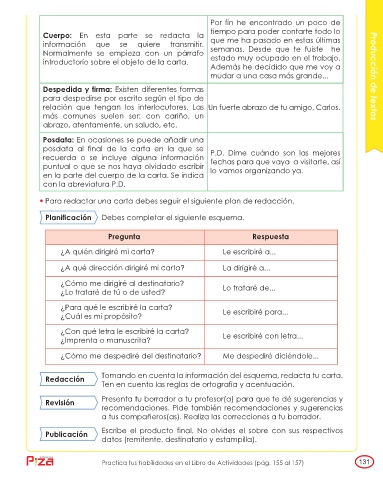 Cuerpo: En esta parte se redacta la
información que se quiere transmitir.
Normalmente se empieza con un párrafo
introductorio sobre el objeto de la carta.
Por fin he encontrado un poco de
tiempo para poder contarte todo lo
que me ha pasado en estas últimas
semanas. Desde que te fuiste he
estado muy ocupado en el trabajo.
Además he decidido que me voy a
mudar a una casa más grande...
Despedida y firma: Existen diferentes formas
para despedirse por escrito según el tipo de
relación que tengan los interlocutores. Las
más comunes suelen ser: con cariño, un
abrazo, atentamente, un saludo, etc.
Un fuerte abrazo de tu amigo, Carlos.
Posdata: En ocasiones se puede añadir una
posdata al final de la carta en la que se
recuerda o se incluye alguna información
puntual o que se nos haya olvidado escribir
en la parte del cuerpo de la carta. Se indica
con la abreviatura P.D.
P.D. Dime cuándo son las mejores
fechas para que vaya a visitarte, así
lo vamos organizando ya.
Producción de textos
• Para redactar una carta debes seguir el siguiente plan de redacción.
Planificación Debes completar el siguiente esquema.
Pregunta Respuesta
¿A quién dirigiré mi carta? Le escribiré a...
¿A qué dirección dirigiré mi carta? La dirigiré a...
¿Cómo me dirigiré al destinatario?
¿Lo trataré de tú o de usted?
Lo trataré de...
¿Para qué le escribiré la carta?
¿Cuál es mi propósito?
Le escribiré para...
¿Con qué letra le escribiré la carta?
¿Imprenta o manuscrita?
Le escribiré con letra...
¿Cómo me despediré del destinatario? Me despediré diciéndole...
Redacción
Tomando en cuenta la información del esquema, redacta tu carta.
Ten en cuenta las reglas de ortografía y acentuación.
Revisión
Presenta tu borrador a tu profesor(a) para que te dé sugerencias y
recomendaciones. Pide también recomendaciones y sugerencias
a tus compañeros(as). Realiza las correcciones a tu borrador.
Publicación
Escribe el producto final. No olvides el sobre con sus respectivos
datos (remitente, destinatario y estampilla).
Practica tus habilidades en el Libro de Actividades (pág. 155 al 157)
131